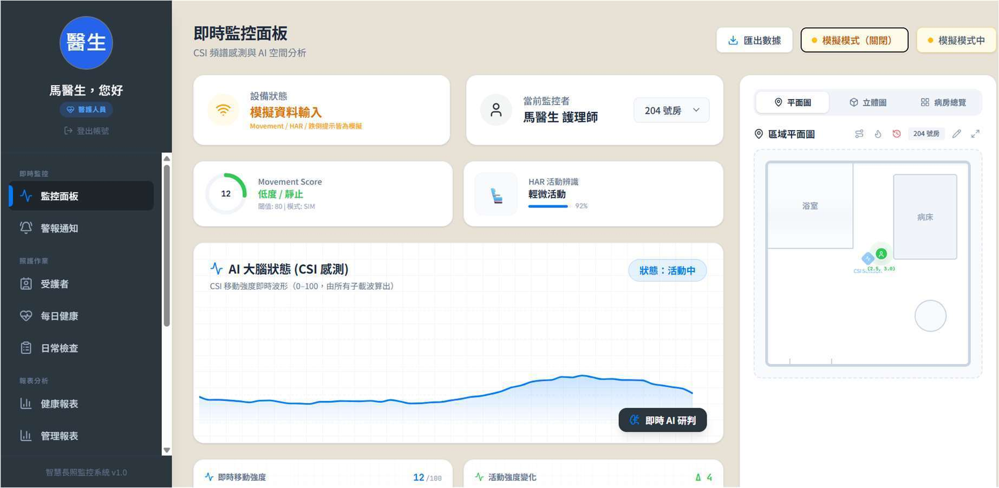 醫生
馬醫生，您好
醫護人員
登出帳號
即時監控
監控面板
警報通知
照護作業
受護者
每日健康
日常檢查
報表分析
健康報表
管理報表
智慧長照監控系統 v1.0
即時監控面板
CSI 頻譜感測與 AI 空間分析
匯出數據
模擬模式（關閉）
模擬模式中
設備狀態
模擬資料輸入
Movement / HAR / 跌倒提示皆為模擬
當前監控者
馬醫生 護理師
204 號房
12
Movement Score
低度 / 靜止
閾值: 80 | 模式: SIM
HAR 活動辨識
輕微活動
92%
AI 大腦狀態 (CSI 感測)
CSI 移動強度即時波形（0–100，由所有子載波算出）
狀態：活動中
即時 AI 研判
即時移動強度
12 /100
活動強度變化
Δ 4
平面圖
立體圖
病房總覽
區域平面圖
204 號房
浴室
病床
CSI SENSOR
(2.5, 3.0)